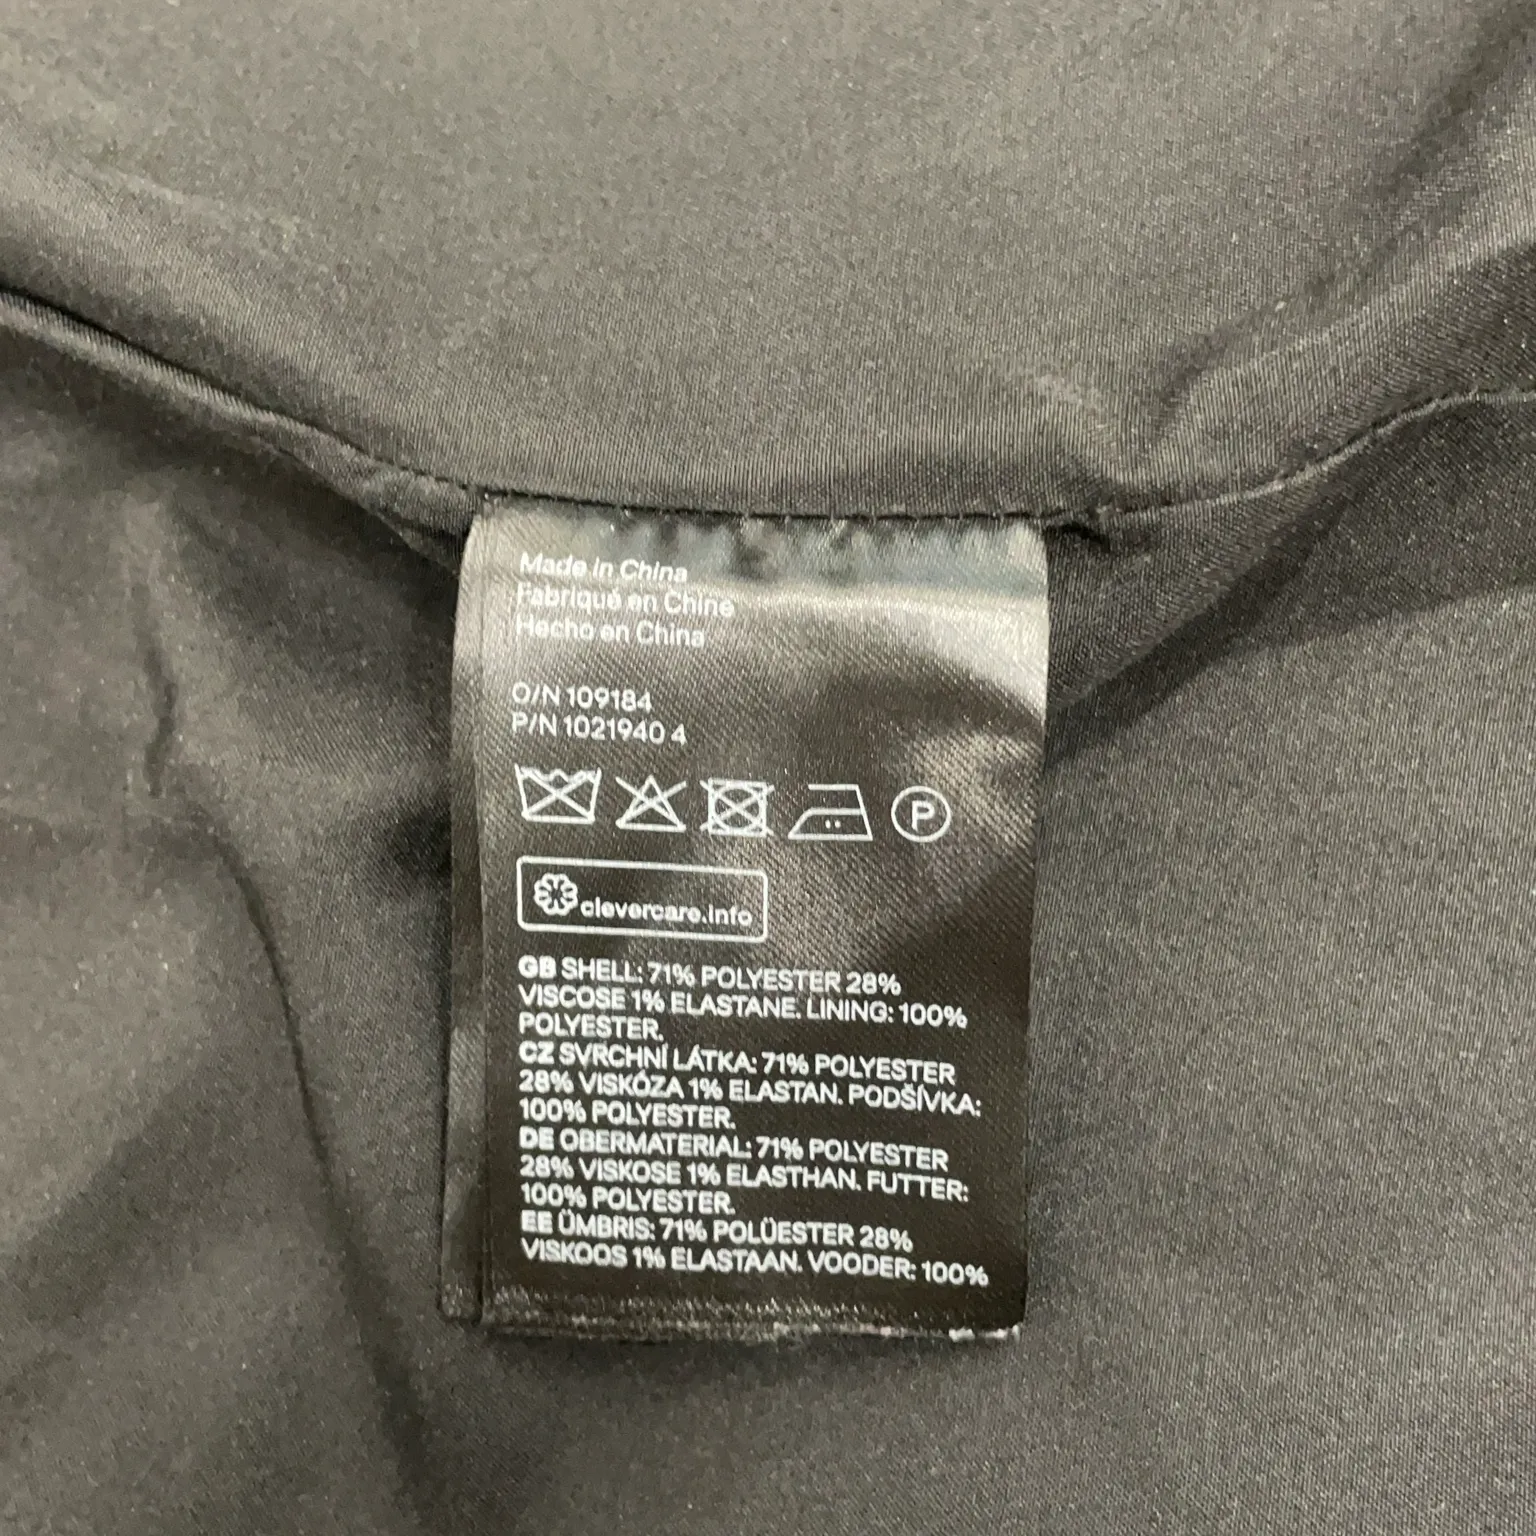 Made in China
Fabriqué en Chine
Hecho en China
O/N 109184
P/N 1021940 4
P
clevercare.info
GB SHELL: 71% POLYESTER 28%
VISCOSE 1% ELASTANE. LINING: 100%
POLYESTER.
CZ SVRCHNÍ LÁTKA: 71% POLYESTER
28% VISKÓZA 1% ELASTAN. PODŠÍVKA:
100% POLYESTER.
DE OBERMATERIAL: 71% POLYESTER
28% VISKOSE 1% ELASTHAN. FUTTER:
100% POLYESTER.
EE ÜMBRIS: 71% POLÜESTER 28%
VISKOOS 1% ELASTAAN. VOODER: 100%